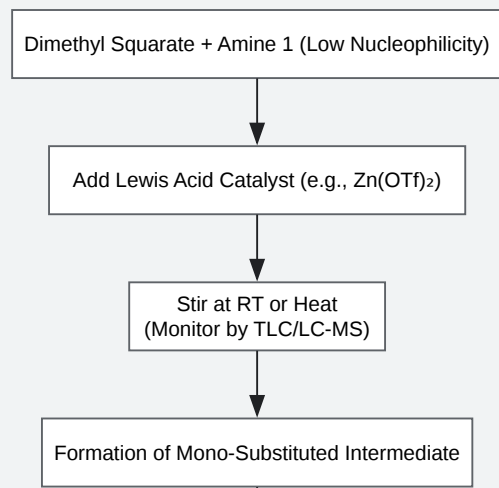 Dimethyl Squarate + Amine 1 (Low Nucleophilicity)
Add Lewis Acid Catalyst (e.g., Zn(OTf)₂)
Stir at RT or Heat
(Monitor by TLC/LC-MS)
Formation of Mono-Substituted Intermediate